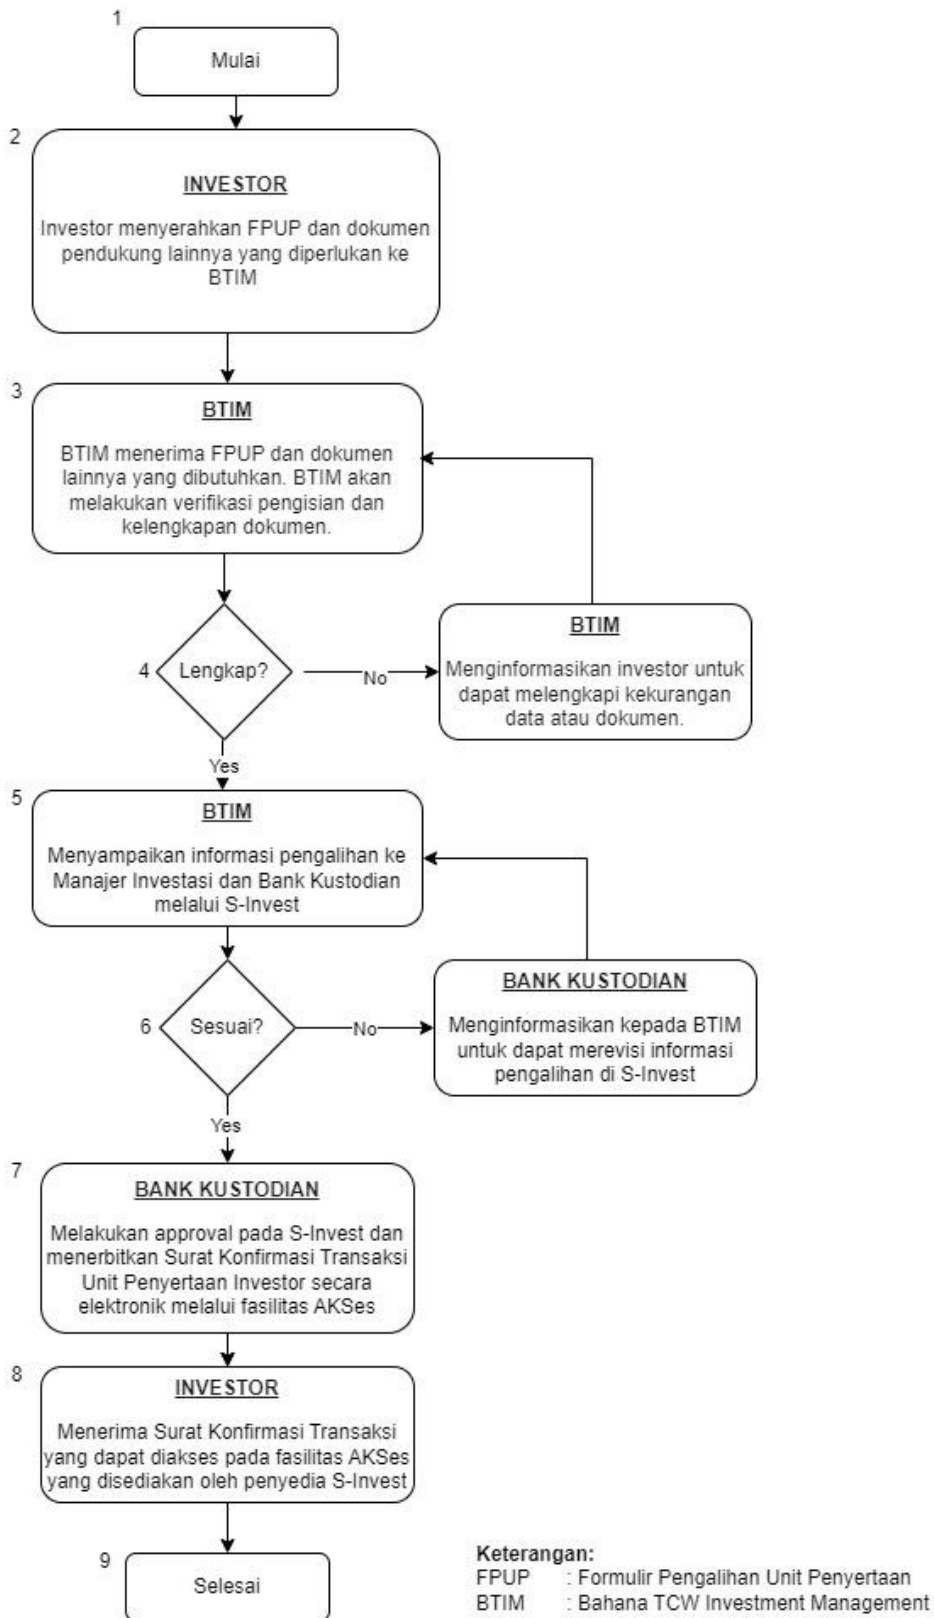 1
Mulai
2
INVESTOR
Investor menyerahkan FPUP dan dokumen
pendukung lainnya yang diperlukan ke
BTIM
3
BTIM
BTIM menerima FPUP dan dokumen
lainnya yang dibutuhkan. BTIM akan
melakukan verifikasi pengisian dan
kelengkapan dokumen.
4
Lengkap?
No
BTIM
Menginformasikan investor untuk
dapat melengkapi kekurangan
data atau dokumen.
Yes
5
BTIM
Menyampaikan informasi pengalihan ke
Manajer Investasi dan Bank Kustodian
melalui S-Invest
6
Sesuai?
No
BANK KUSTODIAN
Menginformasikan kepada BTIM
untuk dapat merevisi informasi
pengalihan di S-Invest
Yes
7
BANK KUSTODIAN
Melakukan approval pada S-Invest dan
menerbitkan Surat Konfirmasi Transaksi
Unit Penyertaan Investor secara
elektronik melalui fasilitas AKSes
8
INVESTOR
Menerima Surat Konfirmasi Transaksi
yang dapat diakses pada fasilitas AKSes
yang disediakan oleh penyedia S-Invest
9
Selesai
Keterangan:
FPUP : Formulir Pengalihan Unit Penyertaan
BTIM : Bahana TCW Investment Management